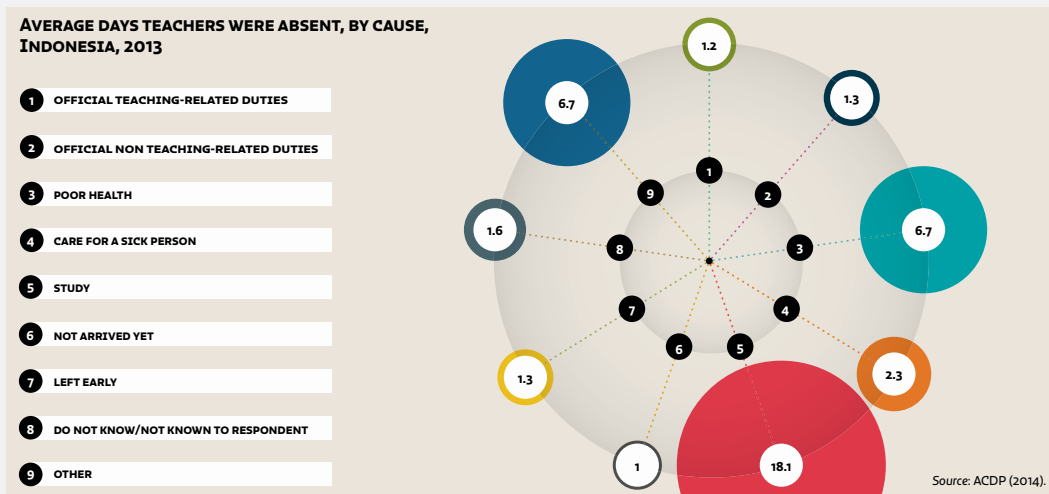 AVERAGE DAYS TEACHERS WERE ABSENT, BY CAUSE,
INDONESIA, 2013
1 OFFICIAL TEACHING-RELATED DUTIES
2 OFFICIAL NON TEACHING-RELATED DUTIES
3 POOR HEALTH
4 CARE FOR A SICK PERSON
5 STUDY
6 NOT ARRIVED YET
7 LEFT EARLY
8 DO NOT KNOW/NOT KNOWN TO RESPONDENT
9 OTHER
1.2
1.3
6.7
2.3
18.1
1
1.3
1.6
6.7
1
2
3
4
5
6
7
8
9
Source: ACDP (2014).